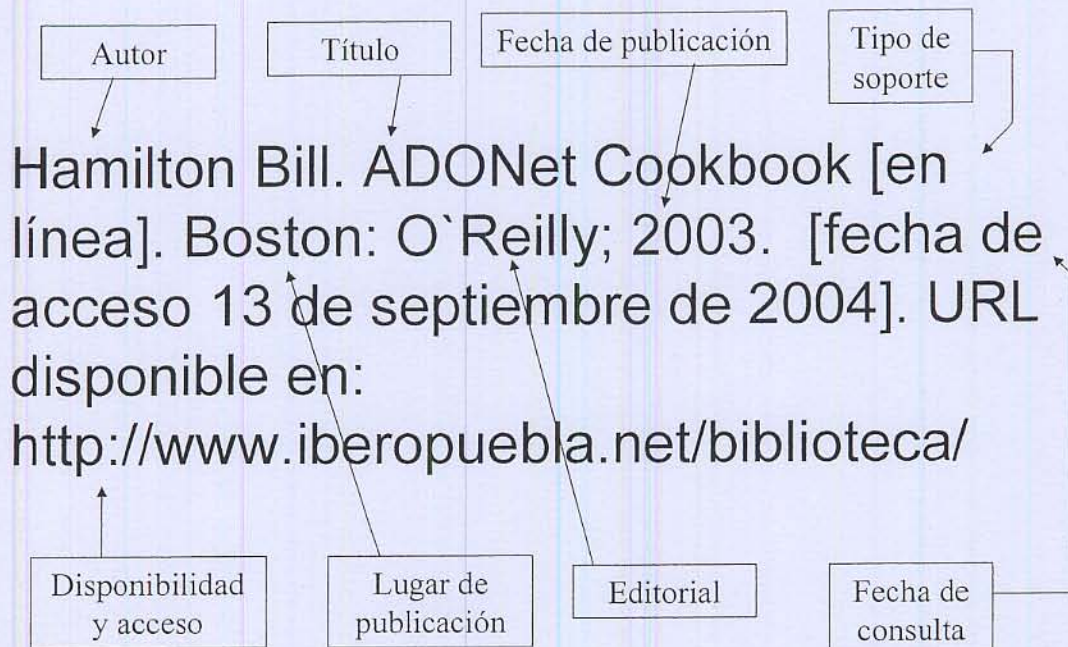 Autor
Título
Fecha de publicación
Tipo de
soporte
Hamilton Bill. ADONet Cookbook [en
línea]. Boston: O`Reilly; 2003. [fecha de
acceso 13 de septiembre de 2004]. URL
disponible en:
http://www.iberopuebla.net/biblioteca/
Disponibilidad
y acceso
Lugar de
publicación
Editorial
Fecha de
consulta